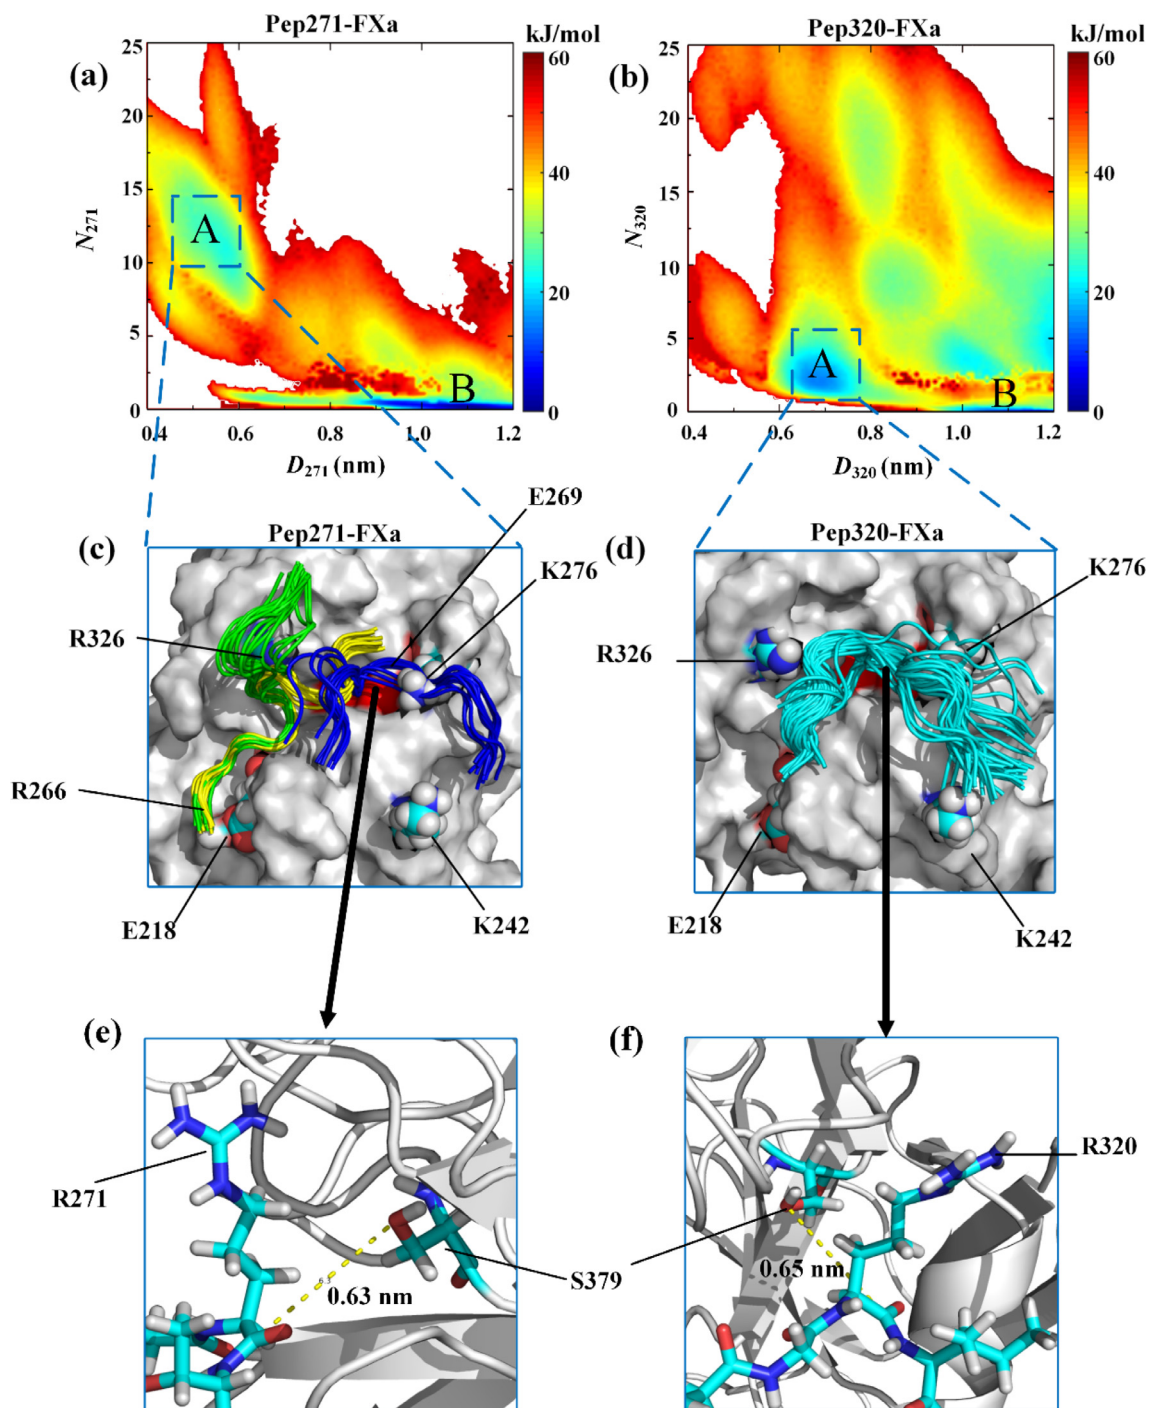 Pep271-FXa
kJ/mol
Pep320-FXa
kJ/mol
(a)
25
20
15
10
5
0
N271
A
B
0.4
0.6
0.8
1.0
1.2
D271 (nm)
60
40
20
0
(b)
25
20
15
10
5
0
N320
A
B
0.4
0.6
0.8
1.0
1.2
D320 (nm)
60
40
20
0
(c)
Pep271-FXa
E269
K276
R326
R266
E218
K242
(d)
Pep320-FXa
K276
R326
E218
K242
(e)
R271
6.3
0.63 nm
S379
(f)
R320
0.65 nm